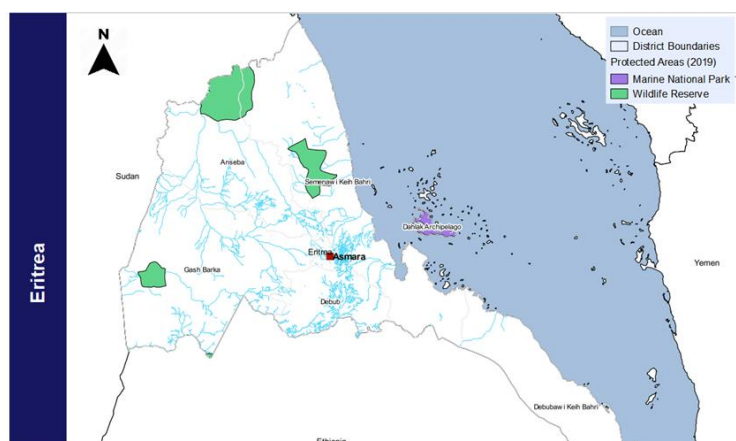 Eritrea
N
Ocean
District Boundaries
Protected Areas (2019)
Marine National Park
Wildlife Reserve
Sudan
Anseba
Semenawi Keih Bahri
Dahlak Archipelago
Eritrea
Asmara
Yemen
Gash Barka
Debub
Debubawi Keih Bahri
Ethiopia